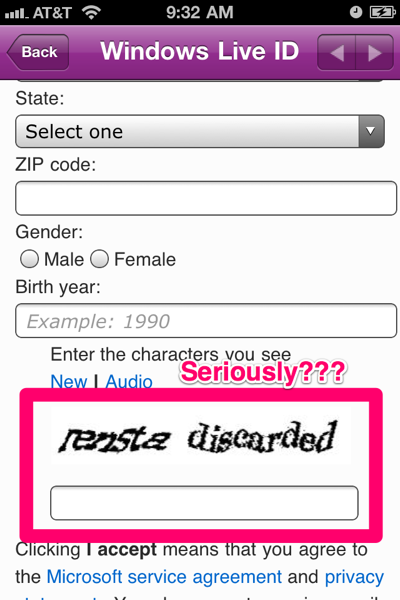 AT&T 9:32 AM
Back Windows Live ID
State:
Select one
ZIP code:
Gender:
Male Female
Birth year:
Example: 1990
Enter the characters you see
New | Audio
Seriously???
discarded
Clicking I accept means that you agree to
the Microsoft service agreement and privacy